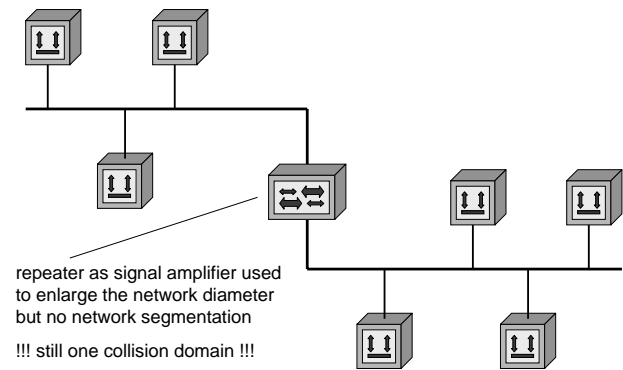 repeater as signal amplifier used
to enlarge the network diameter
but no network segmentation
!!! still one collision domain !!!